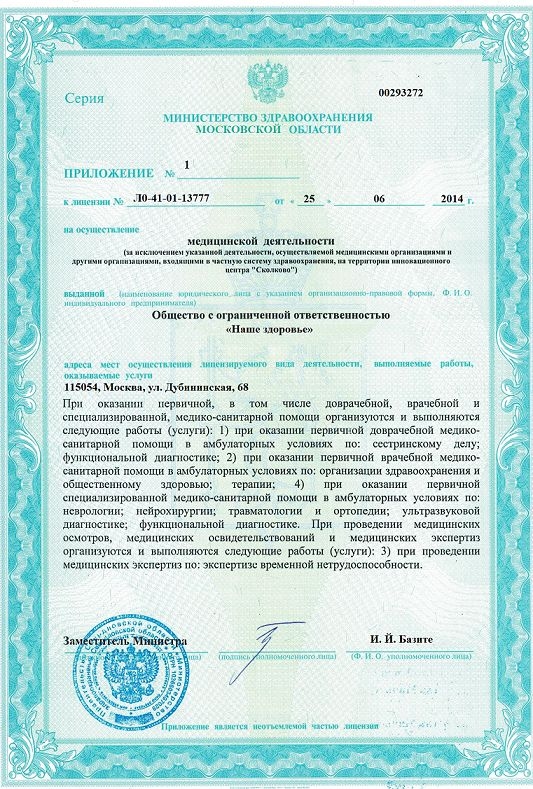 Серия
00293272
МИНИСТЕРСТВО ЗДРАВООХРАНЕНИЯ
МОСКОВСКОЙ ОБЛАСТИ
ПРИЛОЖЕНИЕ № 1
к лицензии № Л0-41-01-13777 от « 25 » 06 2014 г.
на осуществление
медицинской деятельности
(за исключением указанной деятельности, осуществляемой медицинскими организациями и
другими организациями, входящими в частную систему здравоохранения, на территории инновационного
центра "Сколково")
выданной (наименование юридического лица с указанием организационно-правовой формы, Ф. И. О.
индивидуального предпринимателя)
Общество с ограниченной ответственностью
«Наше здоровье»
адреса мест осуществления лицензируемого вида деятельности, выполняемые работы,
оказываемые услуги
115054, Москва, ул. Дубининская, 68
При оказании первичной, в том числе доврачебной, врачебной и
специализированной, медико-санитарной помощи организуются и выполняются
следующие работы (услуги): 1) при оказании первичной доврачебной медико-
санитарной помощи в амбулаторных условиях по: сестринскому делу;
функциональной диагностике; 2) при оказании первичной врачебной медико-
санитарной помощи в амбулаторных условиях по: организации здравоохранения и
общественному здоровью; терапии; 4) при оказании первичной
специализированной медико-санитарной помощи в амбулаторных условиях по:
неврологии; нейрохирургии; травматологии и ортопедии; ультразвуковой
диагностике; функциональной диагностике. При проведении медицинских
осмотров, медицинских освидетельствований и медицинских экспертиз
организуются и выполняются следующие работы (услуги): 3) при проведении
медицинских экспертиз по: экспертизе временной нетрудоспособности.
Заместитель Министра
И. Й. Базите
(подпись уполномоченного лица)
(Ф. И. О. уполномоченного лица)
Приложение является неотъемлемой частью лицензии